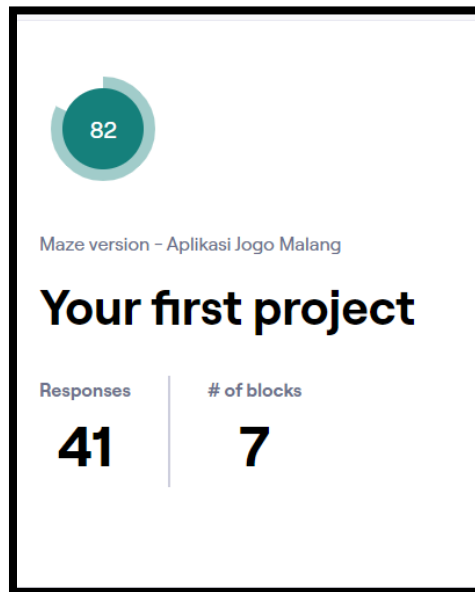 82
Maze version - Aplikasi Jogo Malang
Your first project
Responses # of blocks
41 7